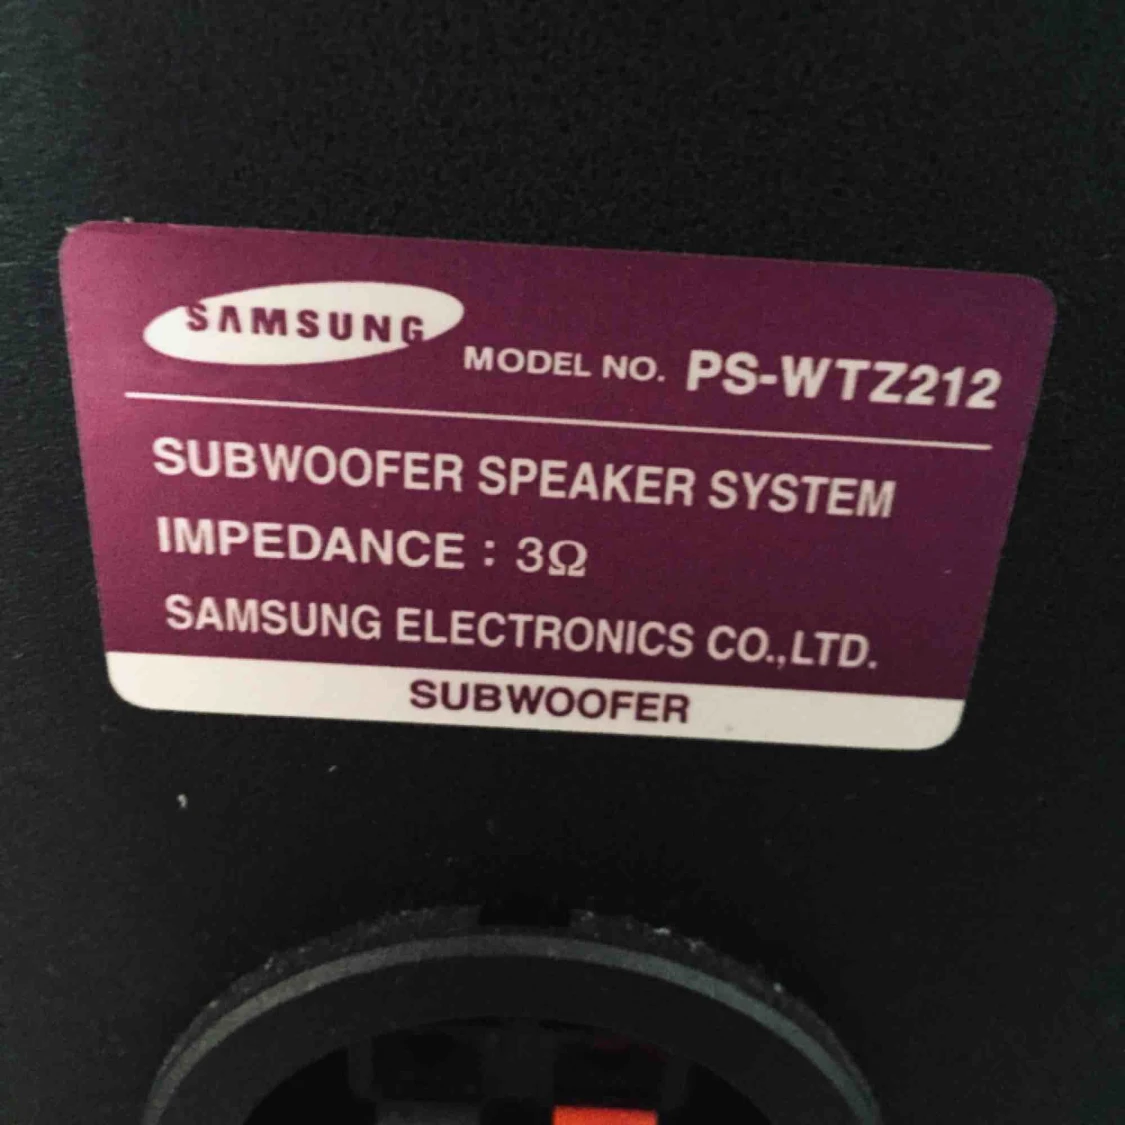 SAMSUNG MODEL NO. PS-WTZ212
SUBWOOFER SPEAKER SYSTEM
IMPEDANCE : 3Ω
SAMSUNG ELECTRONICS CO.,LTD.
SUBWOOFER